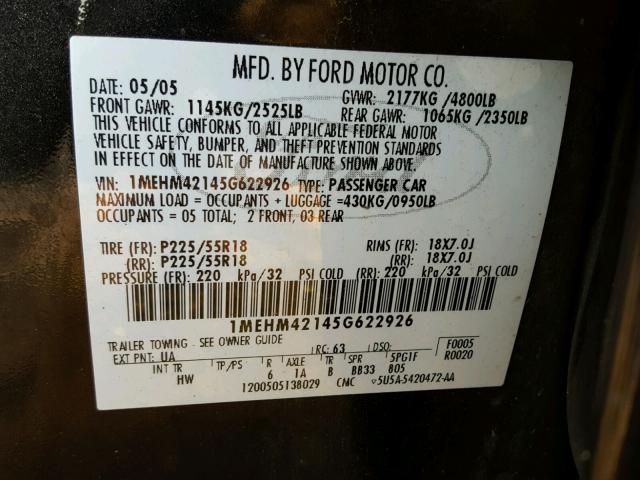 MFD. BY FORD MOTOR CO.
DATE: 05/05 GVWR: 2177KG /4800LB
FRONT GAWR: 1145KG/2525LB REAR GAWR: 1065KG /2350LB
THIS VEHICLE CONFORMS TO ALL APPLICABLE FEDERAL MOTOR
VEHICLE SAFETY, BUMPER, AND THEFT PREVENTION STANDARDS
IN EFFECT ON THE DATE OF MANUFACTURE SHOWN ABOVE.
VIN: 1MEHM42145G622926 TYPE: PASSENGER CAR
MAXIMUM LOAD = OCCUPANTS + LUGGAGE =430KG/0950LB
OCCUPANTS = 05 TOTAL; 2 FRONT, 03 REAR
TIRE (FR): P225/55R18 RIMS (FR): 18X7.0J
(RR): P225/55R18 (RR): 18X7.0J
PRESSURE (FR): 220 kPa/32 PSI COLD (RR): 220 kPa/32 PSI COLD
1MEHM42145G622926
TRAILER TOWING - SEE OWNER GUIDE F0005
EXT PNT: UA RC: 63 DSO: R0020
INT TR TP/PS R AXLE TR SPR 5PG1F
HW 6 1A B BB33 B05
1200505138029 CMC ▽5U5A-5420472-AA